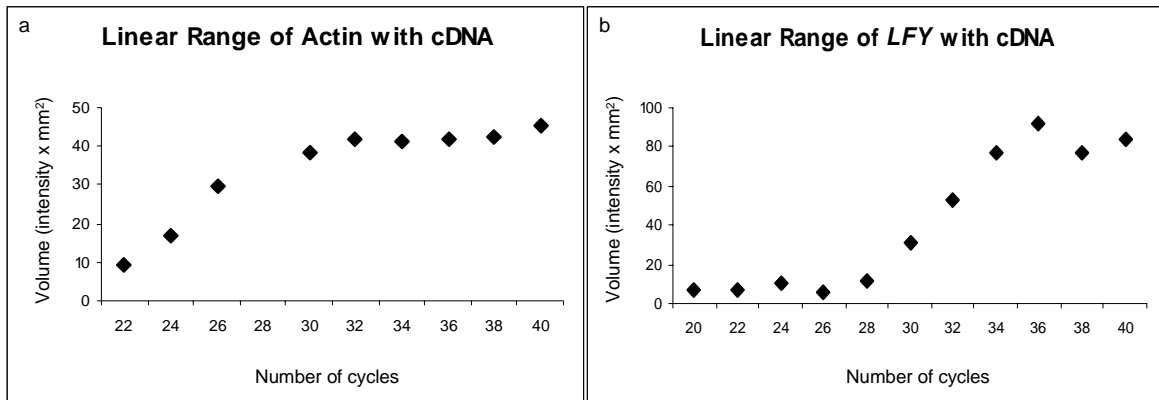 a
Linear Range of Actin with cDNA
Volume (intensity x mm²)
50
40
30
20
10
0
22 24 26 28 30 32 34 36 38 40
Number of cycles
b
Linear Range of LFY with cDNA
Volume (intensity x mm²)
100
80
60
40
20
0
20 22 24 26 28 30 32 34 36 38 40
Number of cycles